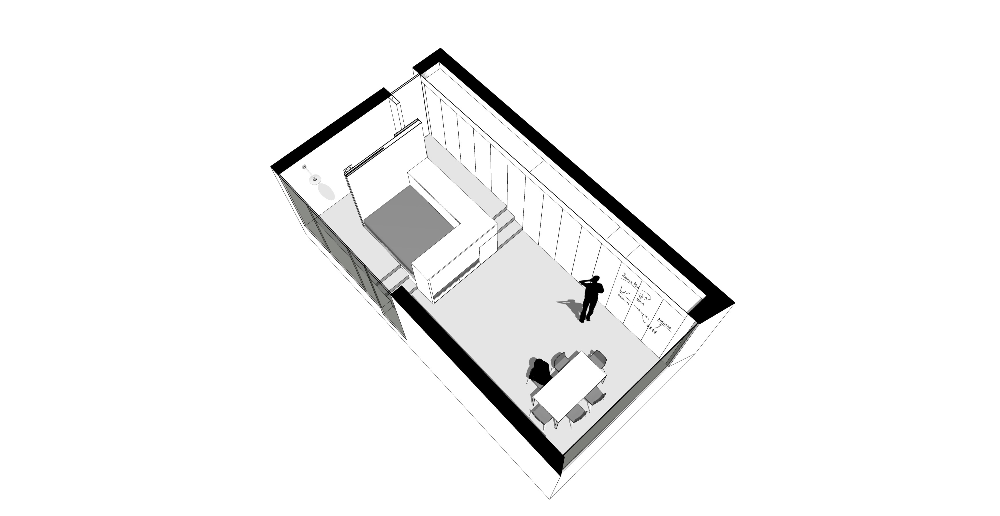 Business Plan
ANALYSIS
IDEA
WORK
$$$$
SUCCESS